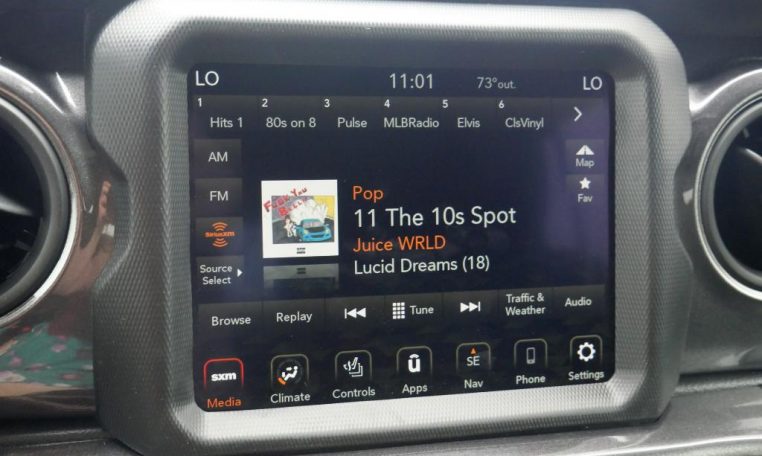 LO 11:01 73°out. LO
1 2 3 4 5 6
Hits 1 80s on 8 Pulse MLBRadio Elvis ClsVinyl
AM
Map
FM
Fav
SiriusXM
Source
Select
Pop
11 The 10s Spot
Juice WRLD
Lucid Dreams (18)
Browse Replay Tune Traffic &
Weather Audio
sxm
SE
Media Climate Controls Apps Nav Phone Settings